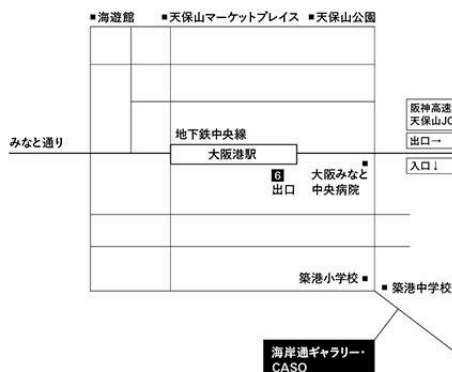 ■海遊館 ■天保山マーケットプレイス ■天保山公園
阪神高速
天保山JC
みなと通り
地下鉄中央線
大阪港駅
出口→
入口↓
6
出口
大阪みなと
中央病院
築港小学校■
■築港中学校
海岸通ギャラリー・
CASO